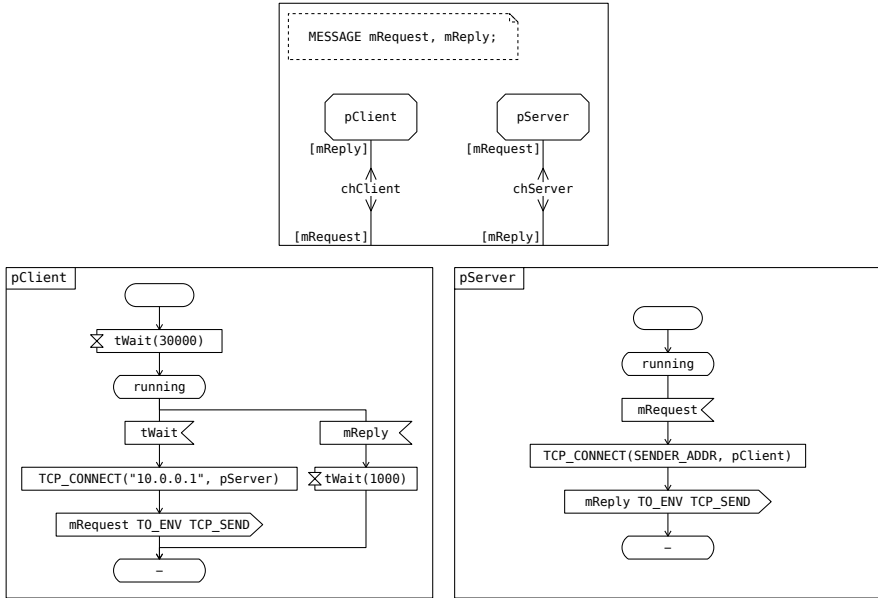 MESSAGE mRequest, mReply;
pClient
pServer
[mReply]
[mRequest]
chClient
chServer
[mRequest]
[mReply]
pClient
tWait(30000)
running
tWait
mReply
TCP_CONNECT("10.0.0.1", pServer)
tWait(1000)
mRequest TO_ENV TCP_SEND
–
pServer
running
mRequest
TCP_CONNECT(SENDER_ADDR, pClient)
mReply TO_ENV TCP_SEND
–